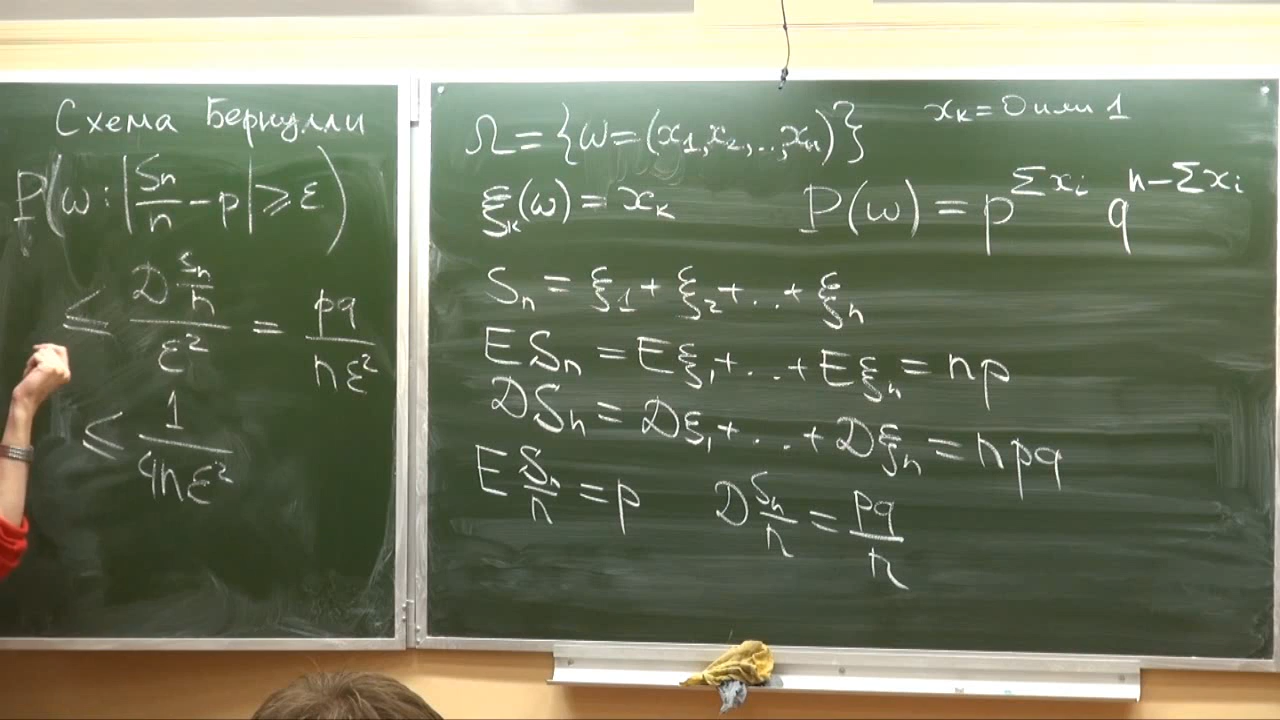 Схема Бернулли
P(ω: |Sₙ/n − p| ≥ ε)
≤ D Sₙ/n / ε² = pq / nε²
≤ 1 / 4nε²
Ω = {ω = (x₁, x₂, .., xₙ)}
xₖ = 0 или 1
ξₖ(ω) = xₖ
P(ω) = p^{Σxᵢ} q^{n−Σxᵢ}
Sₙ = ξ₁ + ξ₂ + .. + ξₙ
ESₙ = Eξ₁ + .. + Eξₙ = np
DSₙ = Dξ₁ + .. + Dξₙ = npq
E Sₙ/n = p
D Sₙ/n = pq/n